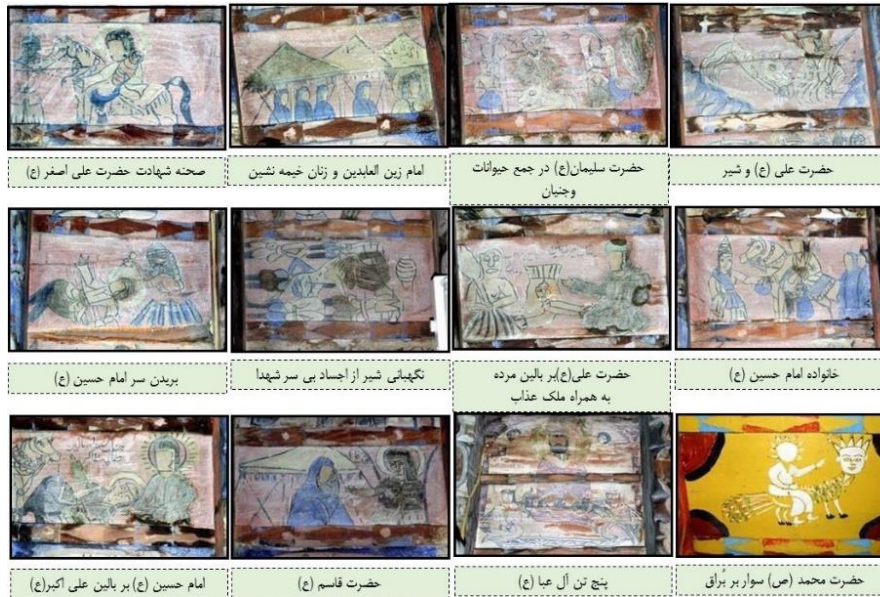 حضرت علی (ع) و شیر
حضرت سلیمان(ع) در جمع حیوانات
وجنیان
امام زین العابدین و زنان خیمه نشین
صحنه شهادت حضرت علی اصغر (ع)
خانواده امام حسین (ع)
حضرت علی(ع)بر بالین مرده
به همراه ملک عذاب
نگهبانی شیر از اجساد بی سر شهدا
بریدن سر امام حسین (ع)
حضرت محمد (ص) سوار بر بُراق
پنج تن آل عبا (ع)
حضرت قاسم (ع)
امام حسین (ع) بر بالین علی اکبر(ع)